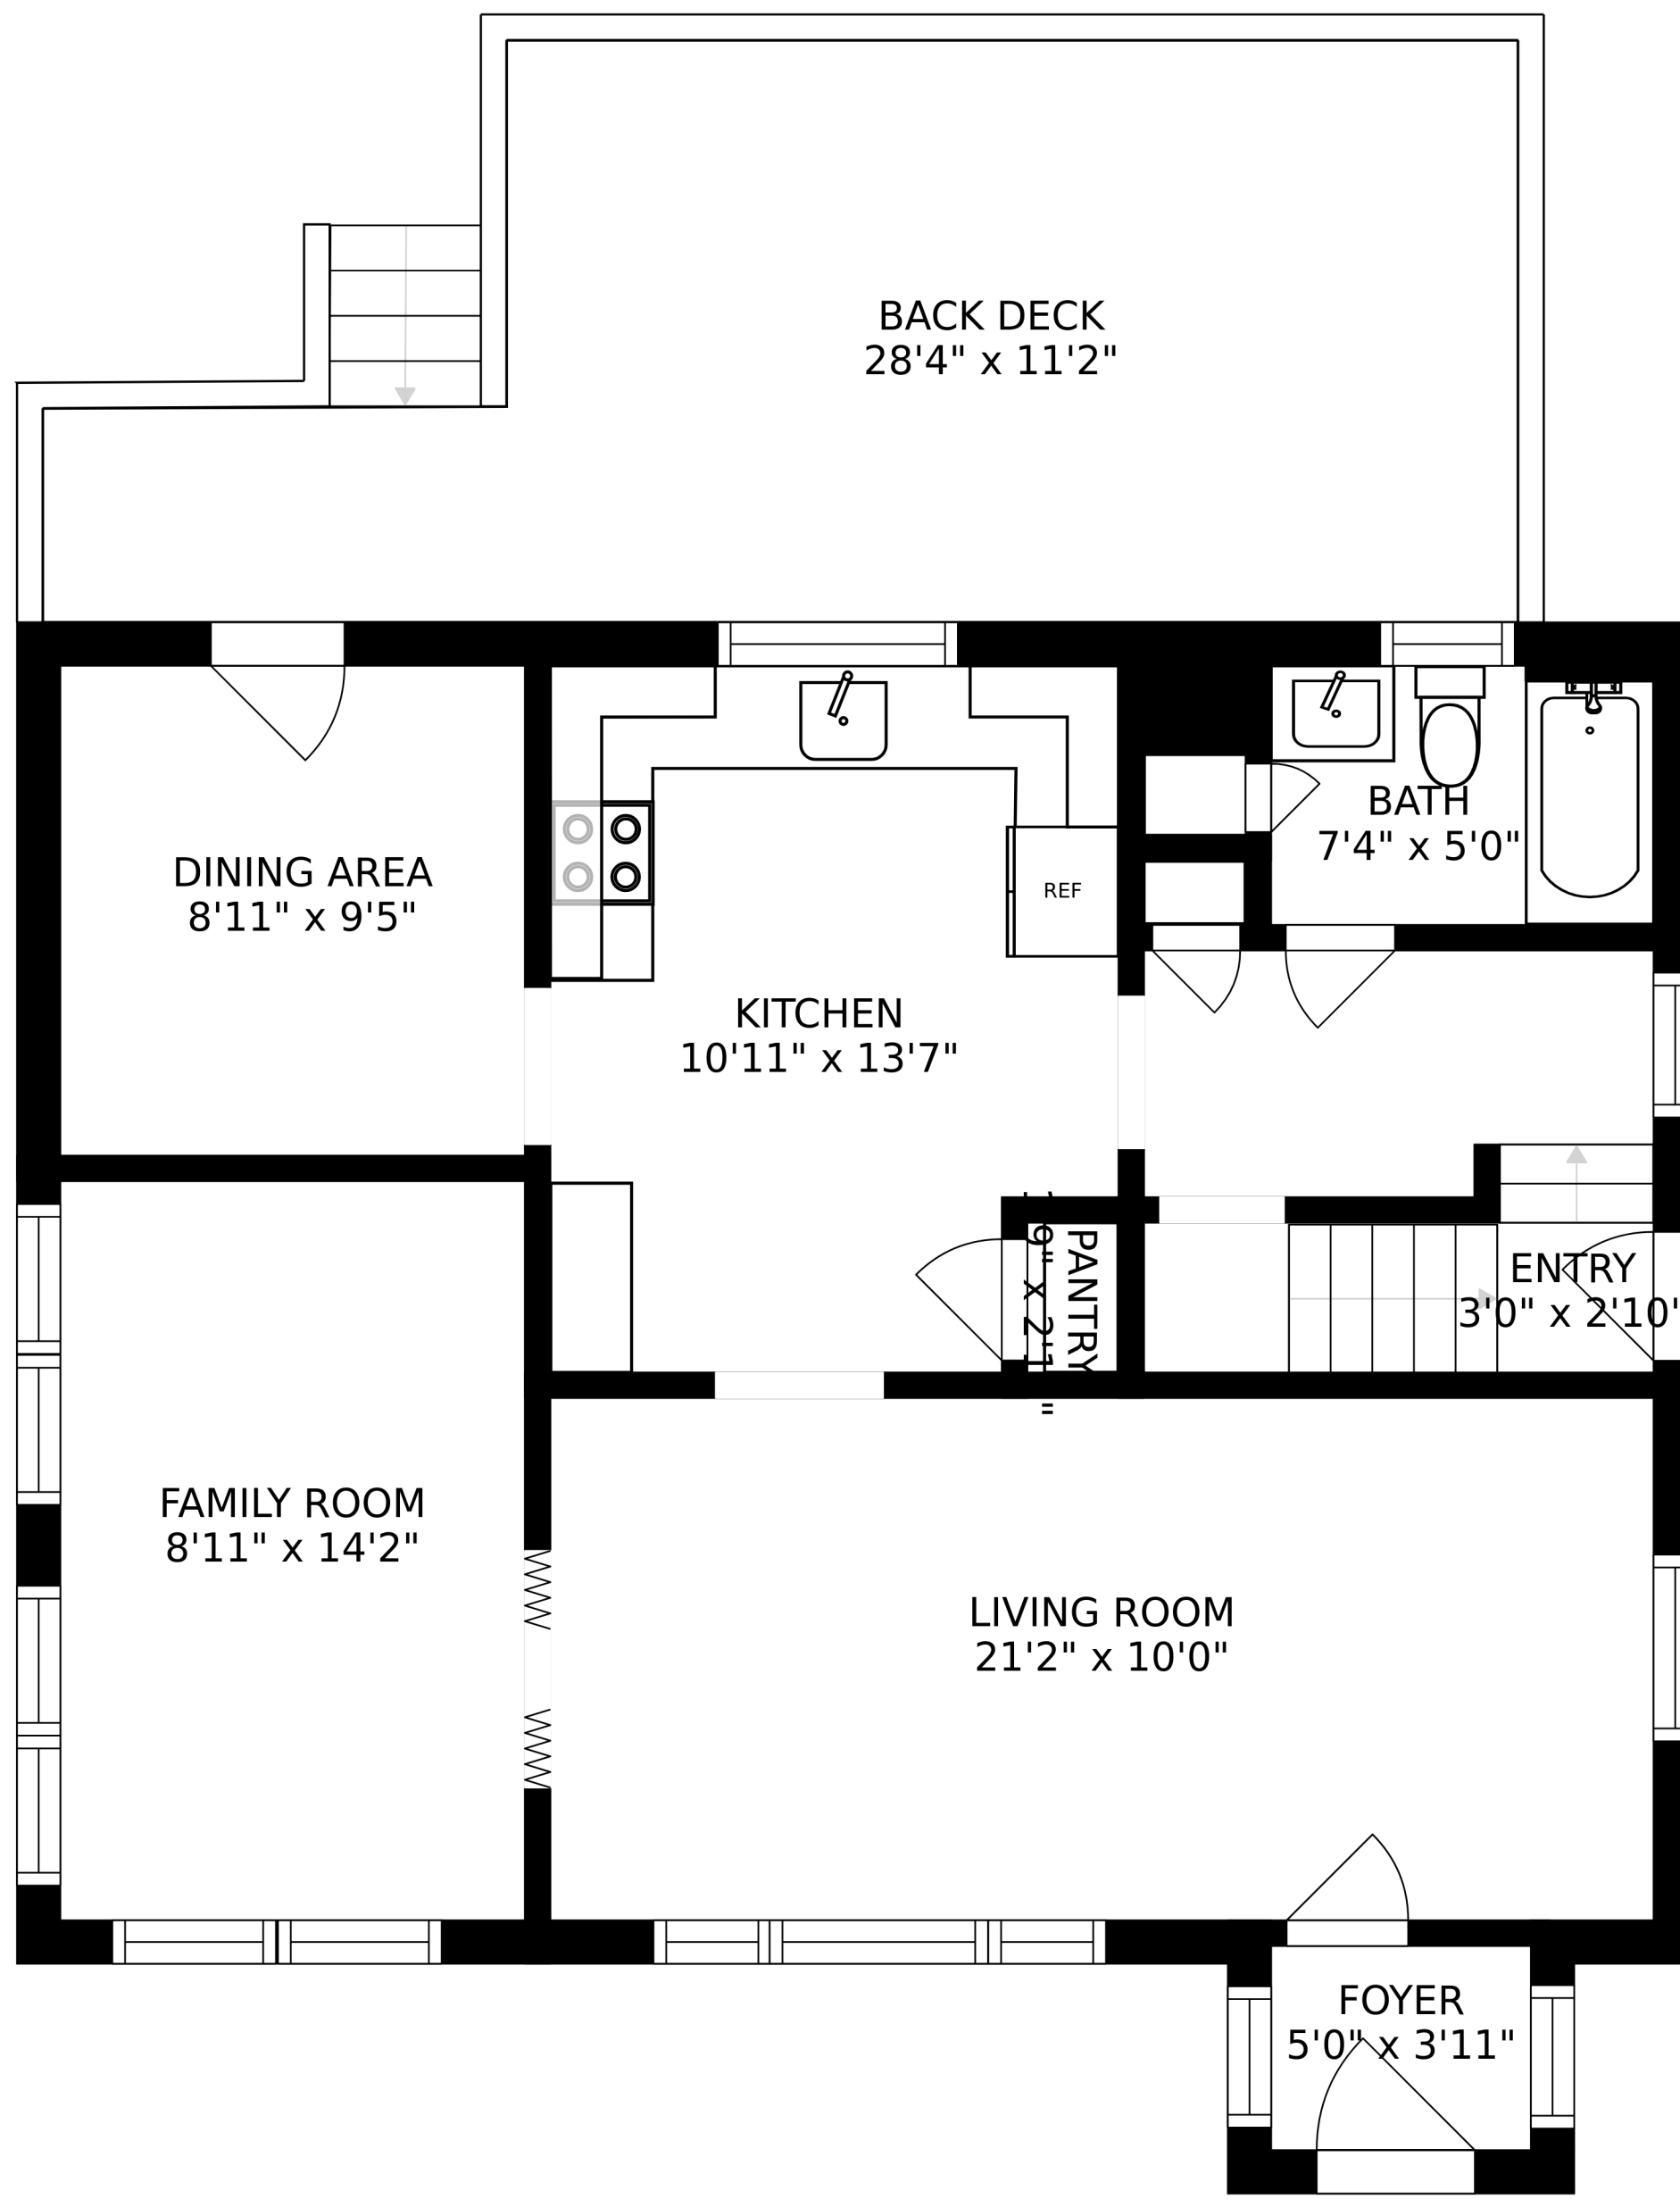 BACK DECK
28'4" x 11'2"
DINING AREA
8'11" x 9'5"
BATH
7'4" x 5'0"
REF
KITCHEN
10'11" x 13'7"
PANTRY
ENTRY
3'0" x 2'10"
FAMILY ROOM
8'11" x 14'2"
LIVING ROOM
21'2" x 10'0"
FOYER
5'0" x 3'11"